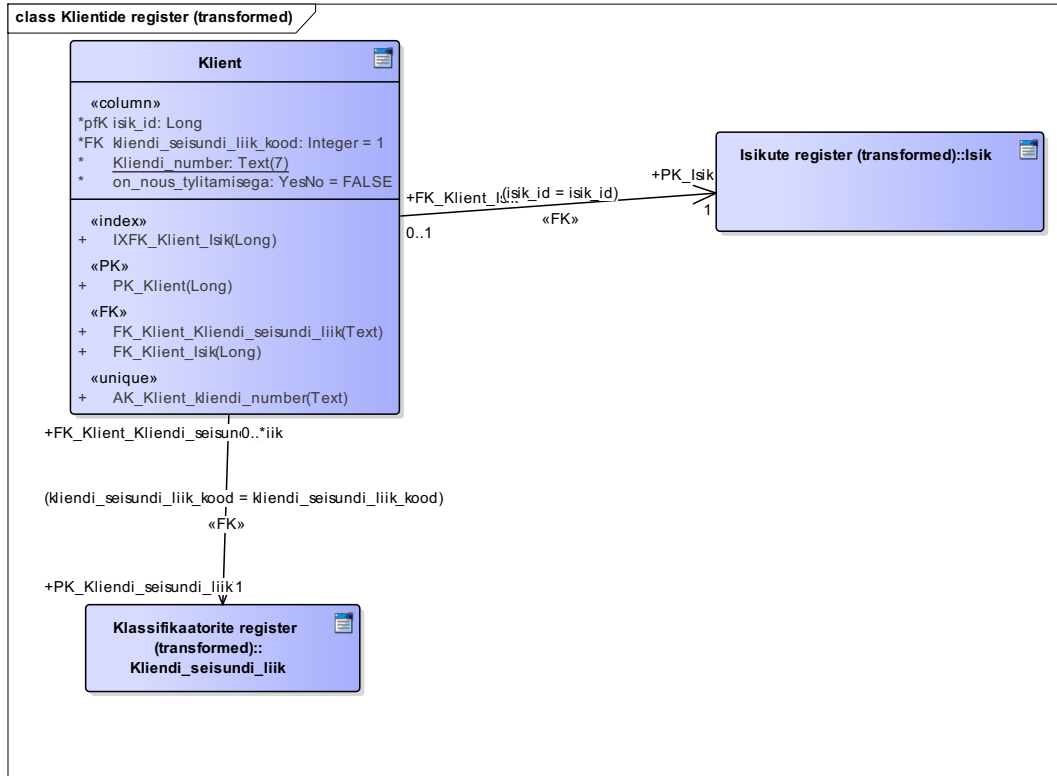 class Klientide register (transformed)
Klient
«column»
*pfK isik_id: Long
*FK kliendi_seisundi_liik_kood: Integer = 1
* Kliendi_number: Text(7)
* on_nous_tylitamisega: YesNo = FALSE
«index»
+ IXFK_Klient_Isik(Long)
«PK»
+ PK_Klient(Long)
«FK»
+ FK_Klient_Kliendi_seisundi_liik(Text)
+ FK_Klient_Isik(Long)
«unique»
+ AK_Klient_kliendi_number(Text)
Isikute register (transformed)::Isik
+PK_Isik
+FK_Klient_Isik
(isik_id = isik_id)
0..1
«FK»
1
+FK_Klient_Kliendi_seisundi_liik
0..*
(kliendi_seisundi_liik_kood = kliendi_seisundi_liik_kood)
«FK»
+PK_Kliendi_seisundi_liik
1
Klassifikaatorite register
(transformed)::
Kliendi_seisundi_liik